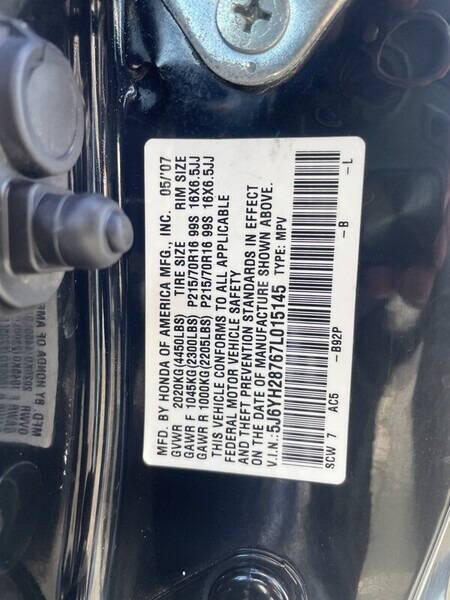 MFD. BY HONDA OF AMERICA MFG., INC. 05/'07
GVWR 2020KG(4450LBS) TIRE SIZE RIM SIZE
GAWR F 1045KG(2300LBS) P215/70R16 99S 16X6.5JJ
GAWR R 1000KG(2205LBS) P215/70R16 99S 16X6.5JJ
THIS VEHICLE CONFORMS TO ALL APPLICABLE
FEDERAL MOTOR VEHICLE SAFETY
AND THEFT PREVENTION STANDARDS IN EFFECT
ON THE DATE OF MANUFACTURE SHOWN ABOVE.
V.I.N.:5J6YH28767L015145 TYPE: MPV
SCW 7 AC5 -B92P -B -L